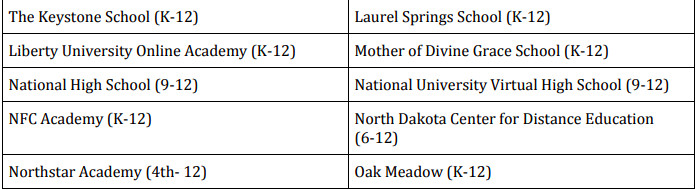 The Keystone School (K-12)
Laurel Springs School (K-12)
Liberty University Online Academy (K-12)
Mother of Divine Grace School (K-12)
National High School (9-12)
National University Virtual High School (9-12)
NFC Academy (K-12)
North Dakota Center for Distance Education
(6-12)
Northstar Academy (4th- 12)
Oak Meadow (K-12)